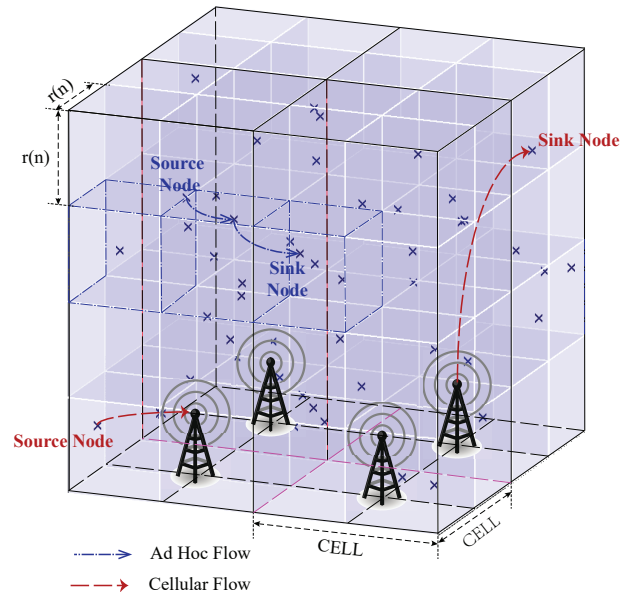 r(n)
r(n)
Source
Node
Sink Node
Sink
Node
Source Node
CELL
CELL
Ad Hoc Flow
Cellular Flow